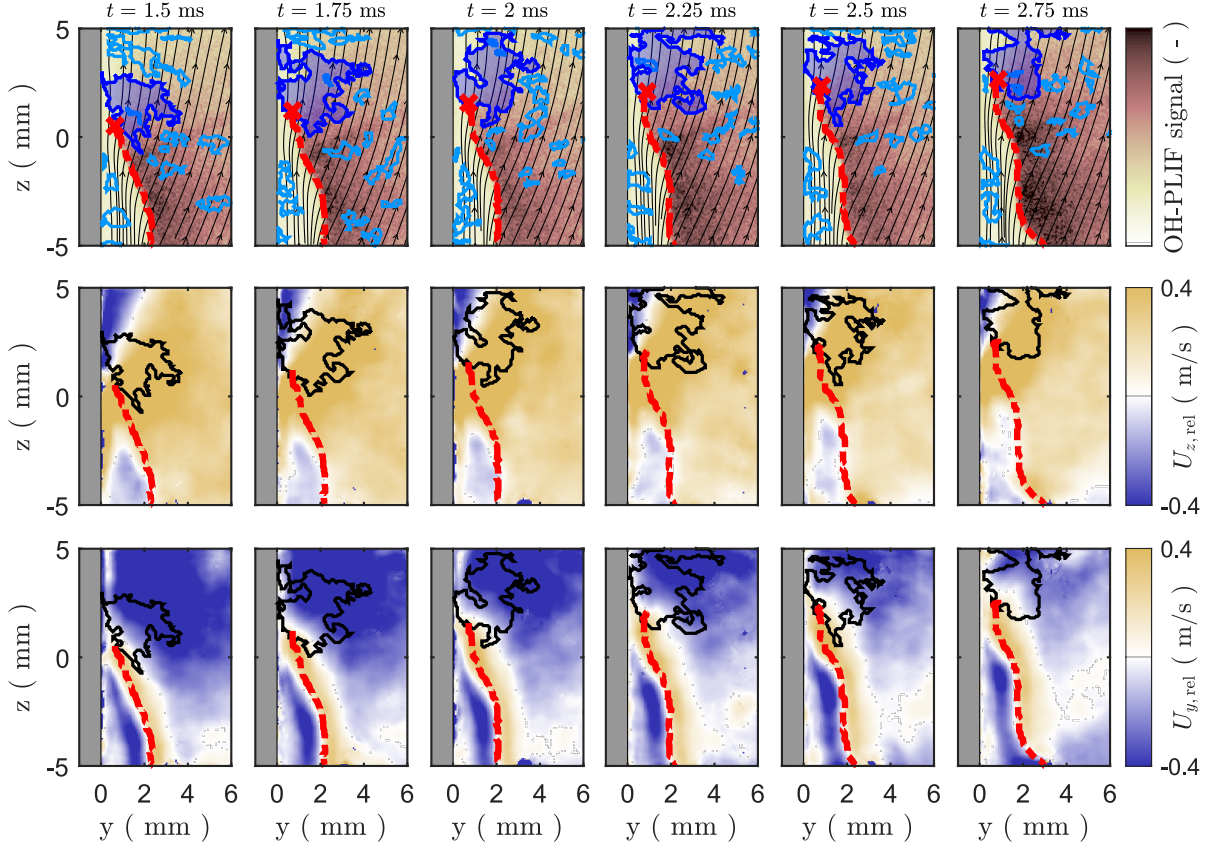 t = 1.5 ms t = 1.75 ms t = 2 ms t = 2.25 ms t = 2.5 ms t = 2.75 ms
5
0
-5
z ( mm )
OH-PLIF signal ( - )
5
0
-5
z ( mm )
0.4
-0.4
U_{z,rel} ( m/s )
5
0
-5
z ( mm )
0.4
-0.4
U_{y,rel} ( m/s )
0 2 4 6 0 2 4 6 0 2 4 6 0 2 4 6 0 2 4 6 0 2 4 6
y ( mm ) y ( mm ) y ( mm ) y ( mm ) y ( mm ) y ( mm )